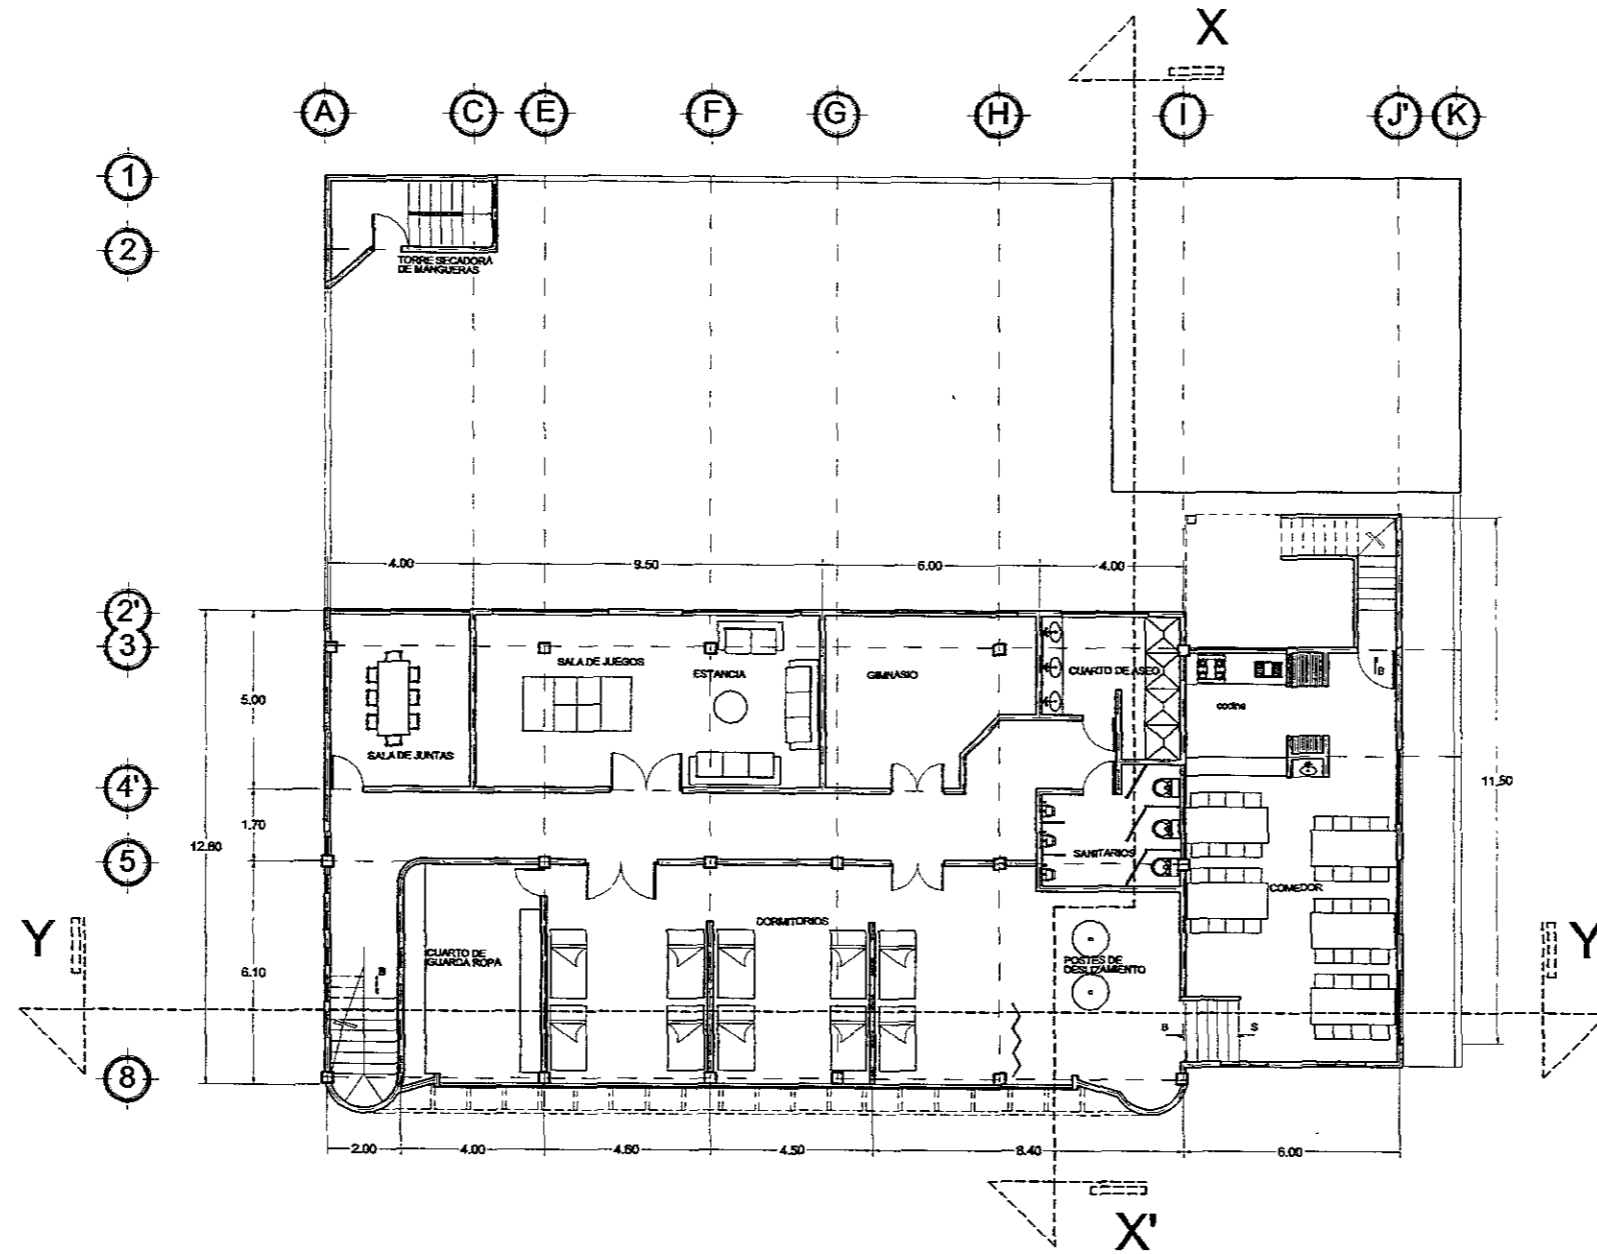 X
A
C
E
F
G
H
I
J'
K
1
2
TORRE SECADORA
DE MANGUERAS
4.00
9.50
6.00
4.00
2'
3
SALA DE JUEGOS
ESTANCIA
GIMNASIO
CUARTO DE ASEO
B
5.00
cocina
SALA DE JUNTAS
4'
11.50
1.70
12.80
5
SANITARIOS
COMEDOR
DORMITORIOS
Y
Y
CUARTO DE
GUARDA ROPA
POSTES DE
DESLIZAMIENTO
6.10
B
B
S
8
2.00
4.00
4.60
4.50
8.40
6.00
X'